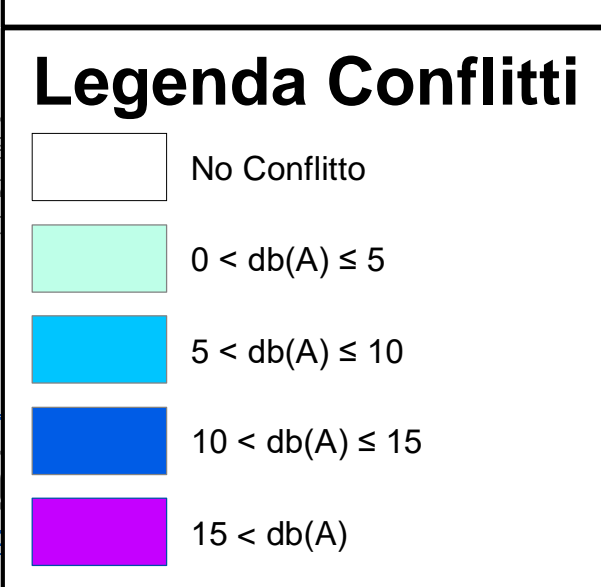 Legenda Conflitti
No Conflitto
0 < db(A) ≤ 5
5 < db(A) ≤ 10
10 < db(A) ≤ 15
15 < db(A)